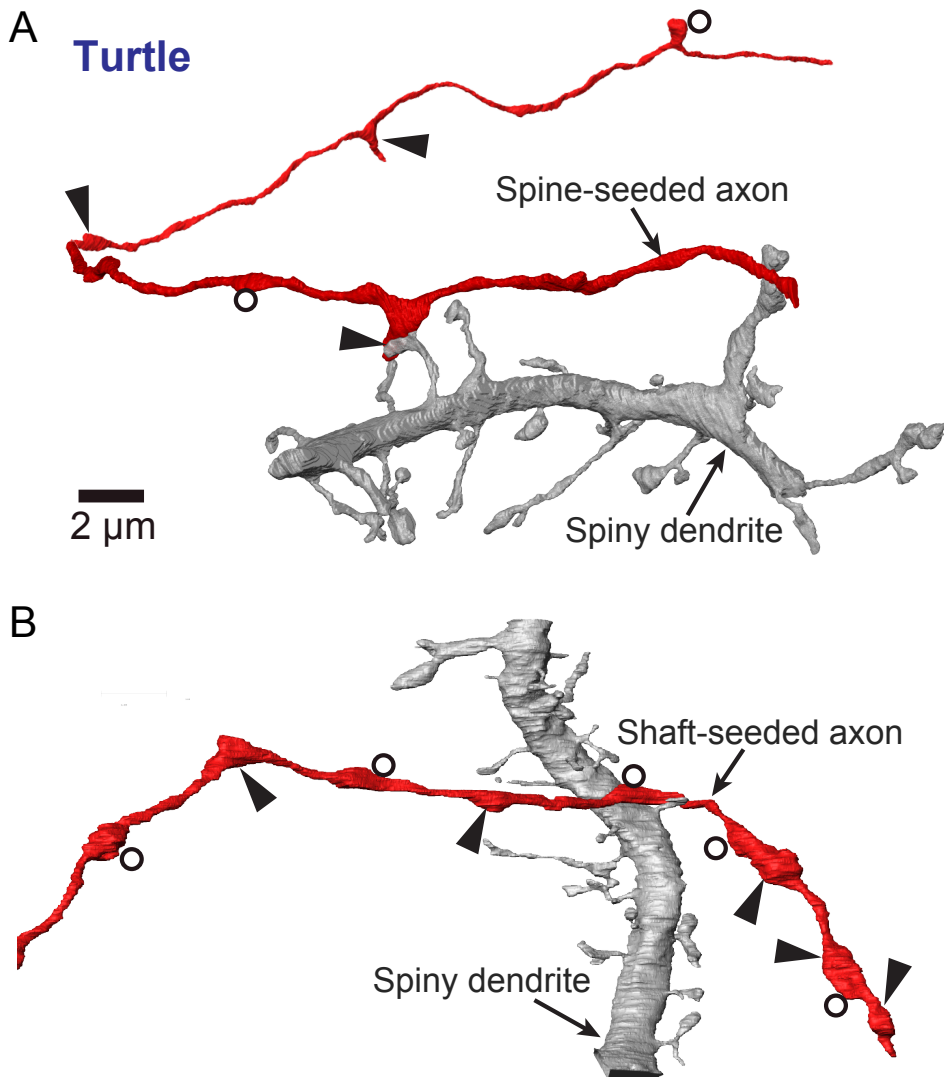 A
Turtle
Spine-seeded axon
2 μm
Spiny dendrite
B
Shaft-seeded axon
Spiny dendrite